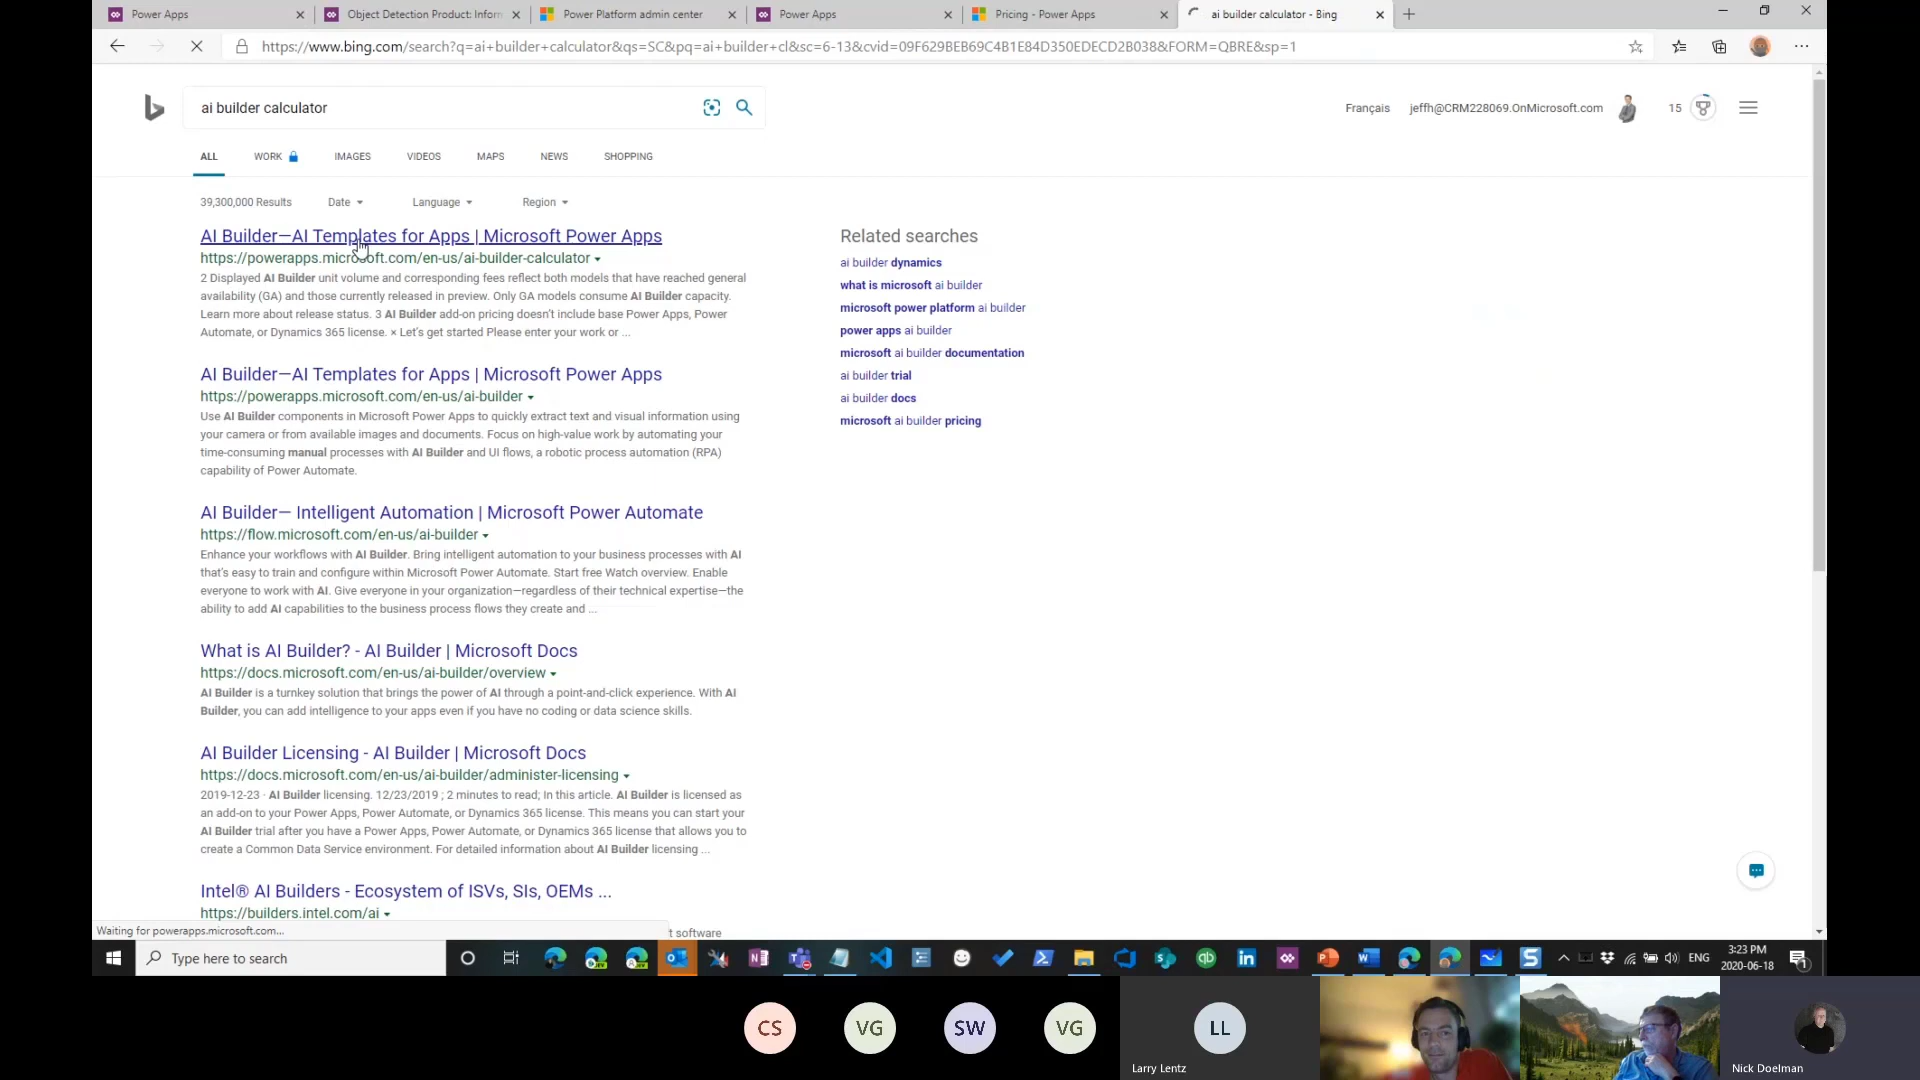 Power Apps
Object Detection Product: Inform
Power Platform admin center
Power Apps
Pricing - Power Apps
ai builder calculator - Bing
https://www.bing.com/search?q=ai+builder+calculator&qs=SC&pq=ai+builder+cl&sc=6-13&cvid=09F629BEB69C4B1E84D350EDECD2B038&FORM=QBRE&sp=1
ai builder calculator
Français
jeffh@CRM228069.OnMicrosoft.com
15
ALL
WORK
IMAGES
VIDEOS
MAPS
NEWS
SHOPPING
39,300,000 Results
Date
Language
Region
AI Builder—AI Templates for Apps | Microsoft Power Apps
https://powerapps.microsoft.com/en-us/ai-builder-calculator
2 Displayed AI Builder unit volume and corresponding fees reflect both models that have reached general
availability (GA) and those currently released in preview. Only GA models consume AI Builder capacity.
Learn more about release status. 3 AI Builder add-on pricing doesn't include base Power Apps, Power
Automate, or Dynamics 365 license. × Let's get started Please enter your work or ...
AI Builder—AI Templates for Apps | Microsoft Power Apps
https://powerapps.microsoft.com/en-us/ai-builder
Use AI Builder components in Microsoft Power Apps to quickly extract text and visual information using
your camera or from available images and documents. Focus on high-value work by automating your
time-consuming manual processes with AI Builder and UI flows, a robotic process automation (RPA)
capability of Power Automate.
AI Builder— Intelligent Automation | Microsoft Power Automate
https://flow.microsoft.com/en-us/ai-builder
Enhance your workflows with AI Builder. Bring intelligent automation to your business processes with AI
that's easy to train and configure within Microsoft Power Automate. Start free Watch overview. Enable
everyone to work with AI. Give everyone in your organization—regardless of their technical expertise—the
ability to add AI capabilities to the business process flows they create and ...
What is AI Builder? - AI Builder | Microsoft Docs
https://docs.microsoft.com/en-us/ai-builder/overview
AI Builder is a turnkey solution that brings the power of AI through a point-and-click experience. With AI
Builder, you can add intelligence to your apps even if you have no coding or data science skills.
AI Builder Licensing - AI Builder | Microsoft Docs
https://docs.microsoft.com/en-us/ai-builder/administer-licensing
2019-12-23 · AI Builder licensing. 12/23/2019 ; 2 minutes to read; In this article. AI Builder is licensed as
an add-on to your Power Apps, Power Automate, or Dynamics 365 license. This means you can start your
AI Builder trial after you have a Power Apps, Power Automate, or Dynamics 365 license that allows you to
create a Common Data Service environment. For detailed information about AI Builder licensing ...
Intel® AI Builders - Ecosystem of ISVs, SIs, OEMs ...
https://builders.intel.com/ai
t software
Related searches
ai builder dynamics
what is microsoft ai builder
microsoft power platform ai builder
power apps ai builder
microsoft ai builder documentation
ai builder trial
ai builder docs
microsoft ai builder pricing
Waiting for powerapps.microsoft.com...
Type here to search
ENG
3:23 PM
2020-06-18
CS
VG
SW
VG
LL
Larry Lentz
Nick Doelman